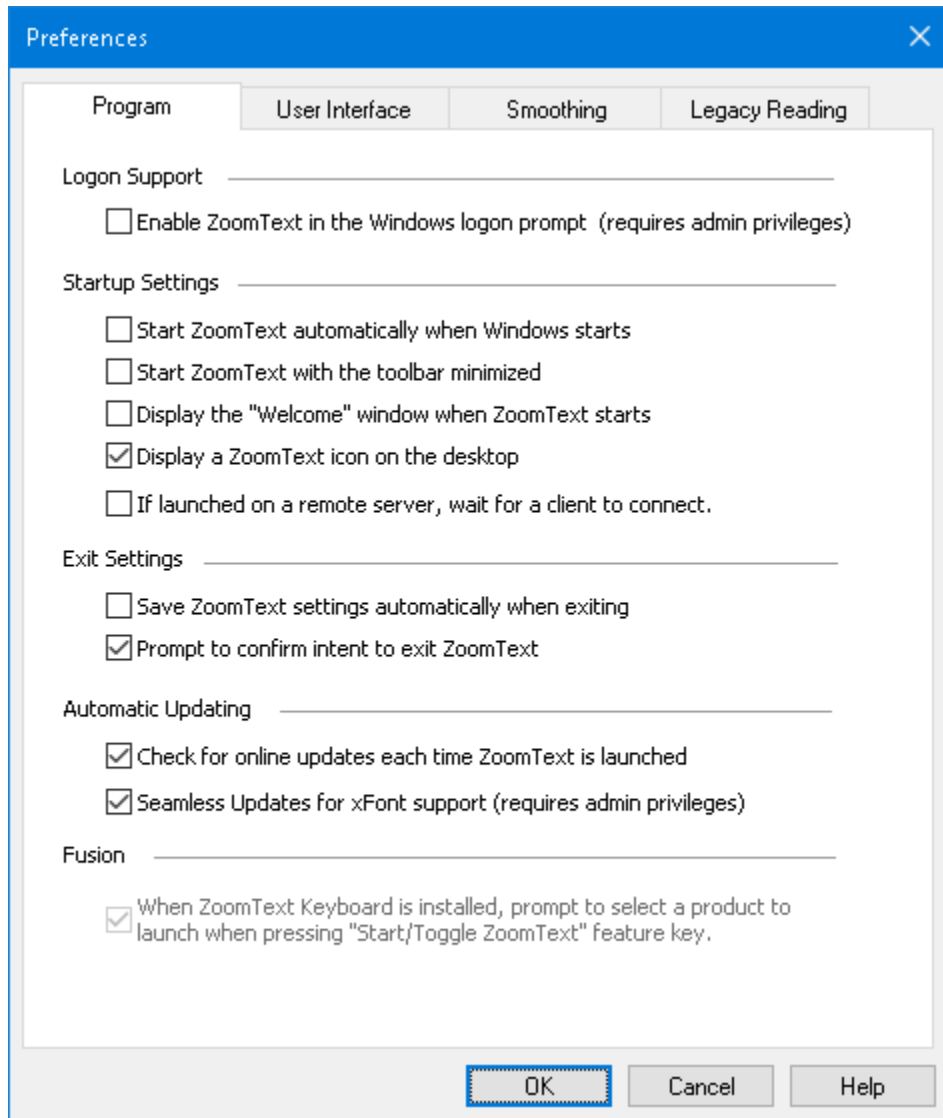 Preferences
Program
User Interface
Smoothing
Legacy Reading
Logon Support
Enable ZoomText in the Windows logon prompt  (requires admin privileges)
Startup Settings
Start ZoomText automatically when Windows starts
Start ZoomText with the toolbar minimized
Display the "Welcome" window when ZoomText starts
Display a ZoomText icon on the desktop
If launched on a remote server, wait for a client to connect.
Exit Settings
Save ZoomText settings automatically when exiting
Prompt to confirm intent to exit ZoomText
Automatic Updating
Check for online updates each time ZoomText is launched
Seamless Updates for xFont support (requires admin privileges)
Fusion
When ZoomText Keyboard is installed, prompt to select a product to
launch when pressing "Start/Toggle ZoomText" feature key.
OK
Cancel
Help